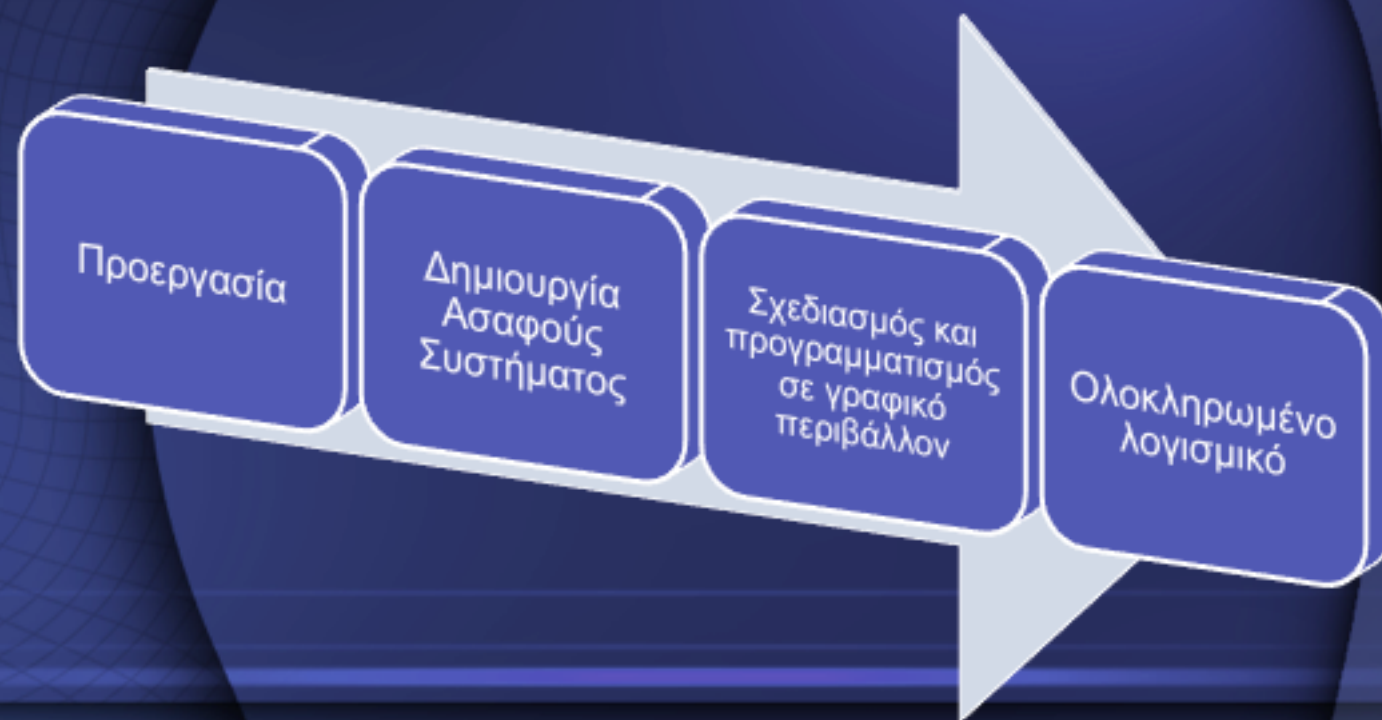 Προεργασία
Δημιουργία
Ασαφούς
Συστήματος
Σχεδιασμός και
προγραμματισμός
σε γραφικό
περιβάλλον
Ολοκληρωμένο
λογισμικό